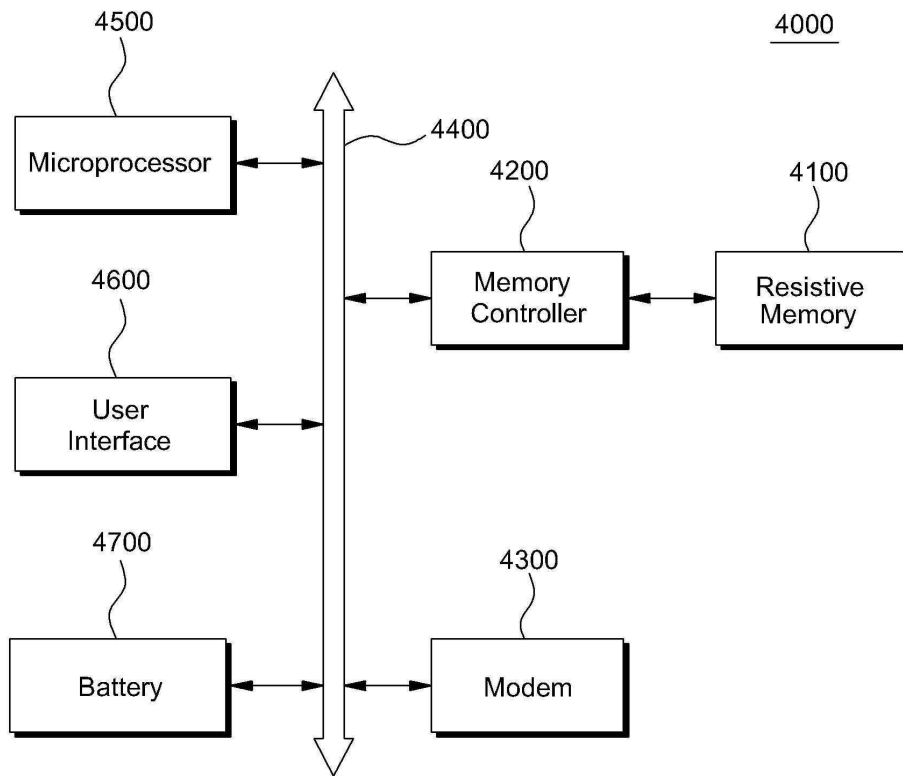 4000
4500
Microprocessor
4400
4200
Memory
Controller
4100
Resistive
Memory
4600
User
Interface
4700
Battery
4300
Modem